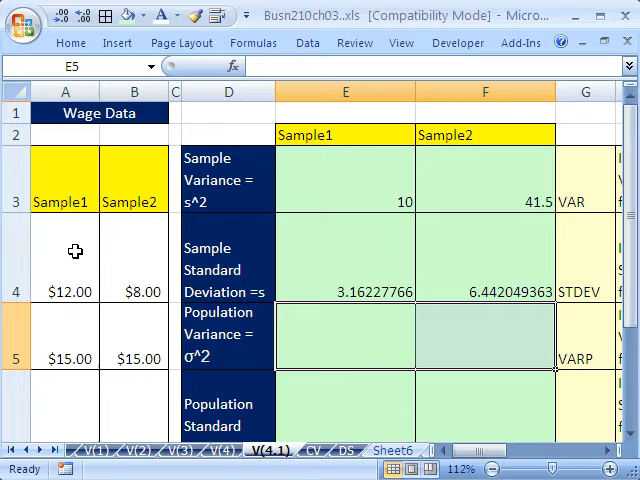 Busn210ch03..xls [Compatibility Mode] - Micro...
Home Insert Page Layout Formulas Data Review View Developer Add-Ins
E5 fx
A B C D E F G
1 Wage Data
2 Sample1 Sample2
3 Sample1 Sample2 Sample Variance = s^2 10 41.5 VAR
4 $12.00 $8.00 Sample Standard Deviation =s 3.16227766 6.442049363 STDEV
5 $15.00 $15.00 Population Variance = σ^2 VARP
Population Standard
V(1) V(2) V(3) V(4) V(4.1) CV DS Sheet6
Ready 112%